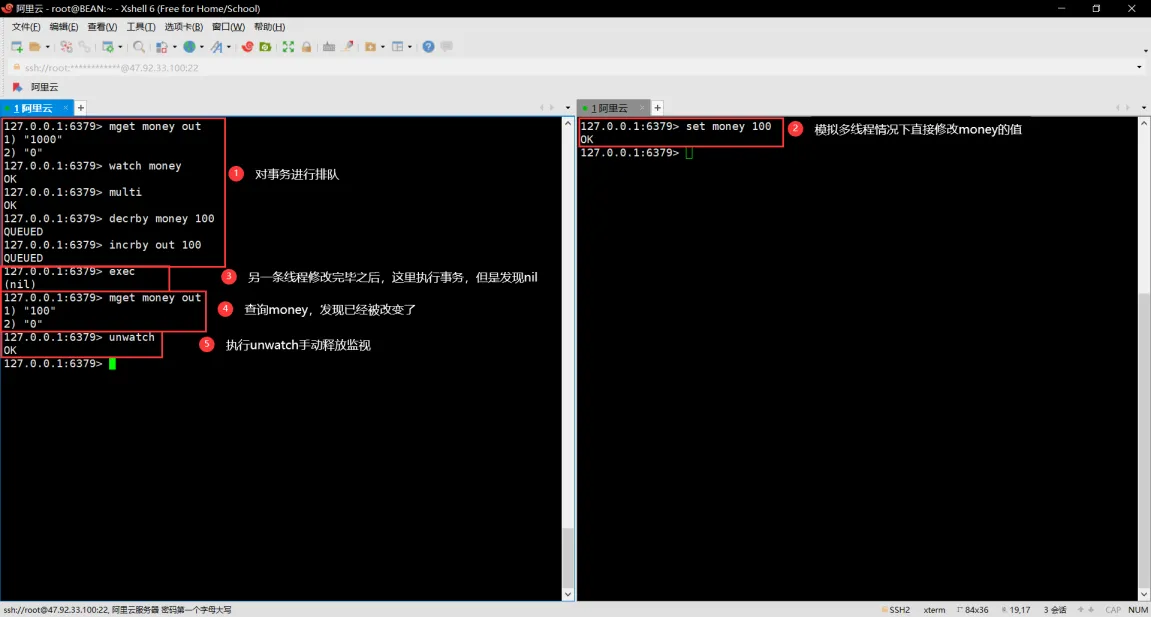 阿里云 - root@BEAN:~ - Xshell 6 (Free for Home/School)
文件(F) 编辑(E) 查看(V) 工具(T) 选项卡(B) 窗口(W) 帮助(H)
ssh://root:************@47.92.33.100:22
阿里云
1 阿里云 × +
127.0.0.1:6379> mget money out
1) "1000"
2) "0"
127.0.0.1:6379> watch money
OK
127.0.0.1:6379> multi
OK
127.0.0.1:6379> decrby money 100
QUEUED
127.0.0.1:6379> incrby out 100
QUEUED
1 对事务进行排队
127.0.0.1:6379> exec
(nil)
3 另一条线程修改完毕之后，这里执行事务，但是发现nil
127.0.0.1:6379> mget money out
1) "100"
2) "0"
4 查询money，发现已经被改变了
127.0.0.1:6379> unwatch
OK
5 执行unwatch手动释放监视
127.0.0.1:6379>
1 阿里云 × +
127.0.0.1:6379> set money 100
OK
2 模拟多线程情况下直接修改money的值
127.0.0.1:6379>
ssh://root@47.92.33.100:22, 阿里云服务器 密码第一个字母大写
SSH2 xterm 84x36 19,17 3 会话 CAP NUM